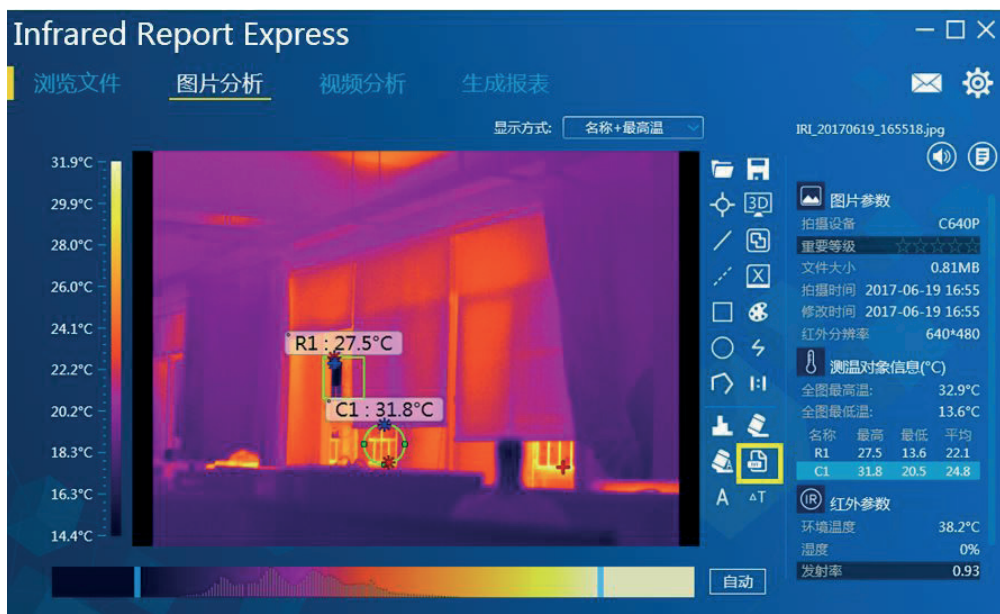 Infrared Report Express
浏览文件 图片分析 视频分析 生成报表
显示方式: 名称+最高温
IRI_20170619_165518.jpg
31.9°C
29.9°C
28.0°C
26.0°C
24.1°C
22.2°C
20.2°C
18.3°C
16.3°C
14.4°C
R1 : 27.5°C
C1 : 31.8°C
3D
X
1:1
A
A ΔT
自动
图片参数
拍摄设备 C640P
重要等级
文件大小 0.81MB
拍摄时间 2017-06-19 16:55
修改时间 2017-06-19 16:55
红外分辨率 640*480
测温对象信息(°C)
全图最高温: 32.9°C
全图最低温: 13.6°C
名称 最高 最低 平均
R1 27.5 13.6 22.1
C1 31.8 20.5 24.8
IR 红外参数
环境温度 38.2°C
湿度 0%
发射率 0.93